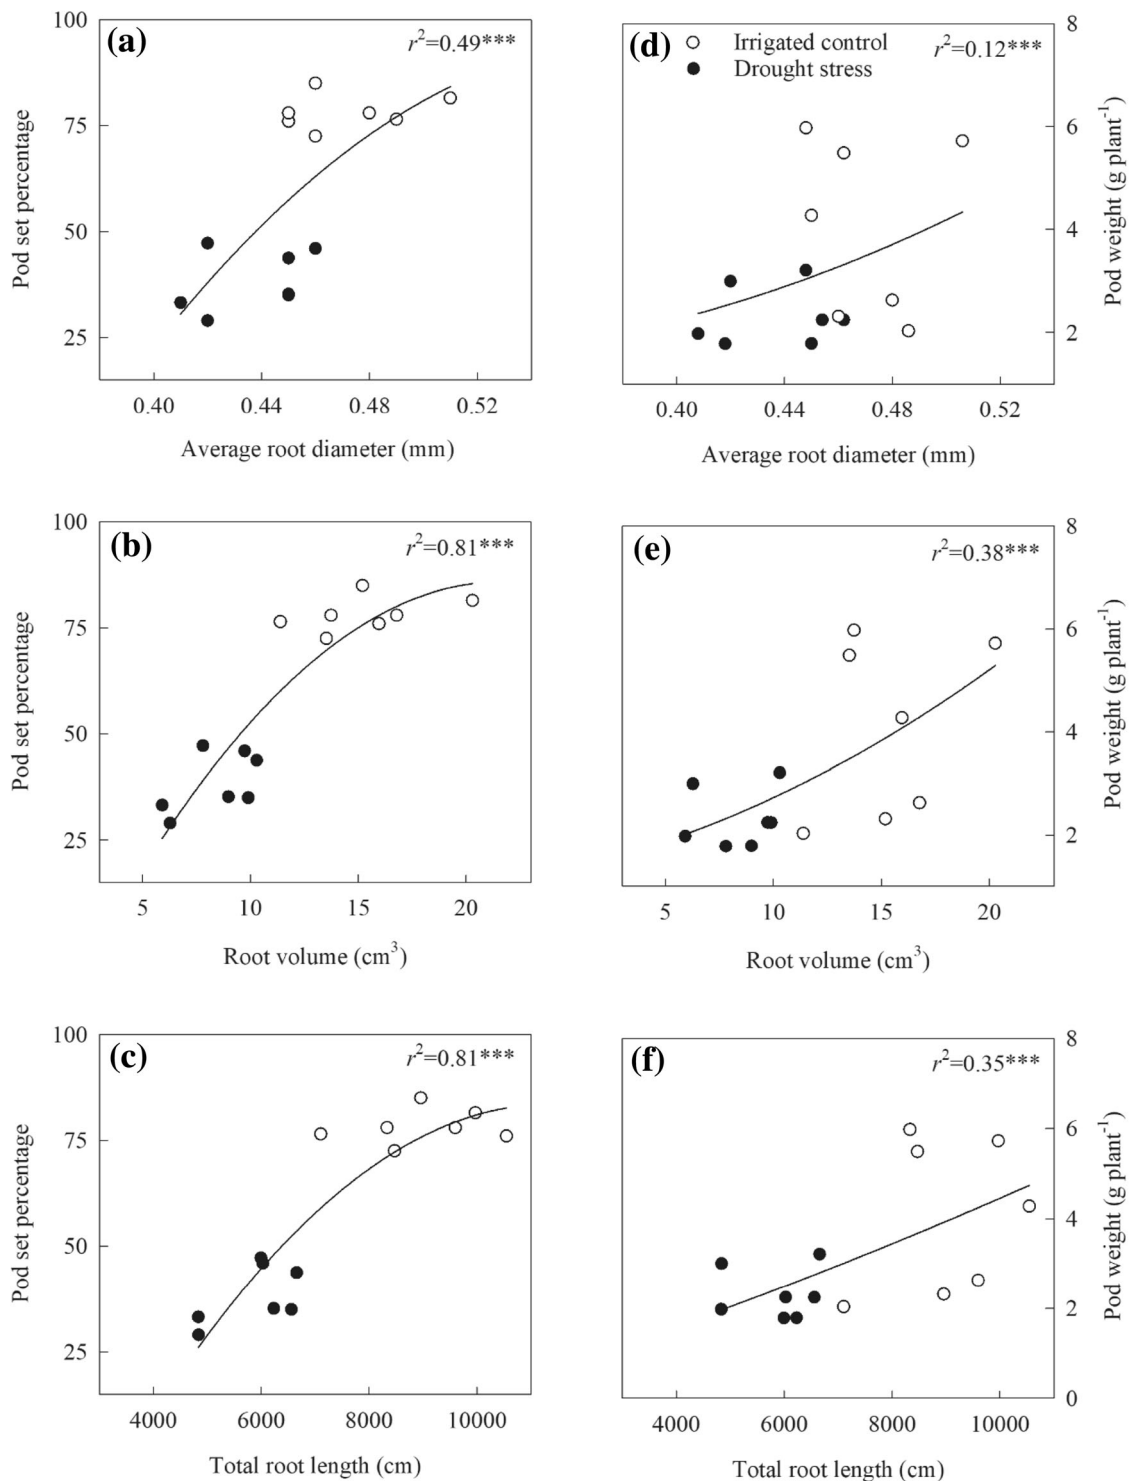 (a)
r²=0.49***
100
75
50
25
Pod set percentage
0.40 0.44 0.48 0.52
Average root diameter (mm)
(d)
Irrigated control
Drought stress
r²=0.12***
8
6
4
2
Pod weight (g plant⁻¹)
0.40 0.44 0.48 0.52
Average root diameter (mm)
(b)
r²=0.81***
100
75
50
25
Pod set percentage
5 10 15 20
Root volume (cm³)
(e)
r²=0.38***
8
6
4
2
Pod weight (g plant⁻¹)
5 10 15 20
Root volume (cm³)
(c)
r²=0.81***
100
75
50
25
Pod set percentage
4000 6000 8000 10000
Total root length (cm)
(f)
r²=0.35***
8
6
4
2
0
Pod weight (g plant⁻¹)
4000 6000 8000 10000
Total root length (cm)